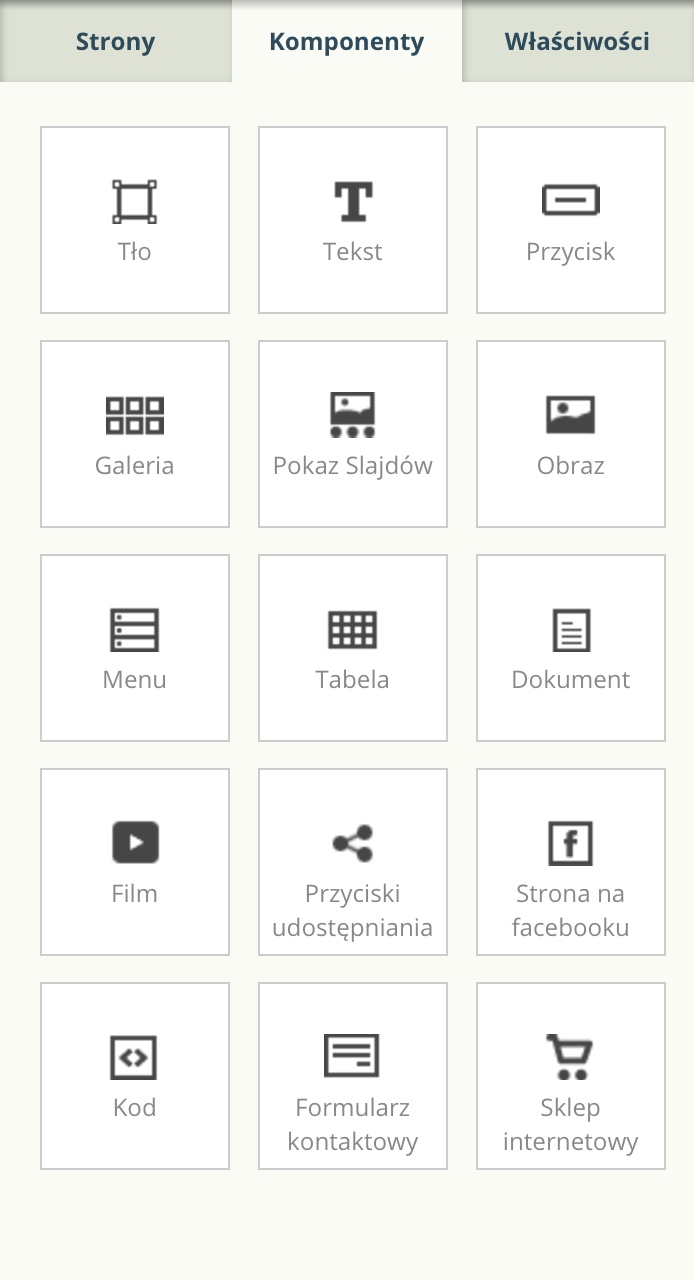 Strony Komponenty Właściwości
Tło Tekst Przycisk
Galeria Pokaz Slajdów Obraz
Menu Tabela Dokument
Film Przyciski Strona na
udostępniania facebooku
Kod Formularz Sklep
kontaktowy internetowy